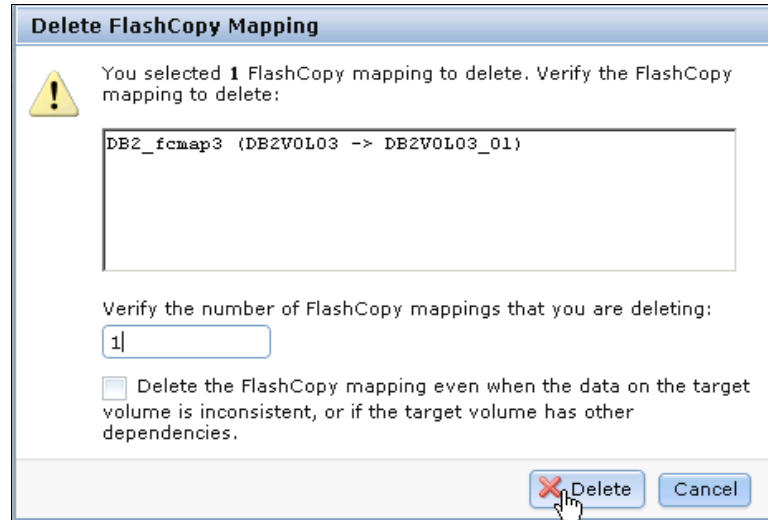 Delete FlashCopy Mapping
You selected 1 FlashCopy mapping to delete. Verify the FlashCopy
mapping to delete:
DB2_fcmap3 (DB2VOL03 -> DB2VOL03_01)
Verify the number of FlashCopy mappings that you are deleting:
1
Delete the FlashCopy mapping even when the data on the target
volume is inconsistent, or if the target volume has other
dependencies.
Delete Cancel